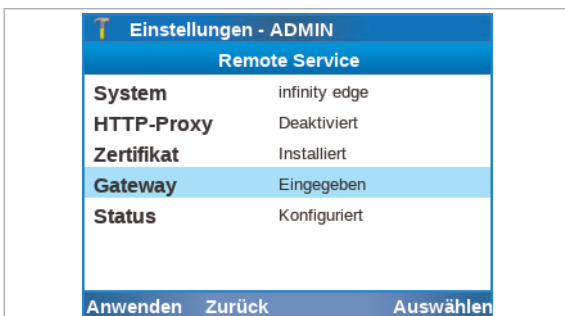 Einstellungen - ADMIN
Remote Service
System infinity edge
HTTP-Proxy Deaktiviert
Zertifikat Installiert
Gateway Eingegeben
Status Konfiguriert
Anwenden Zurück Auswählen